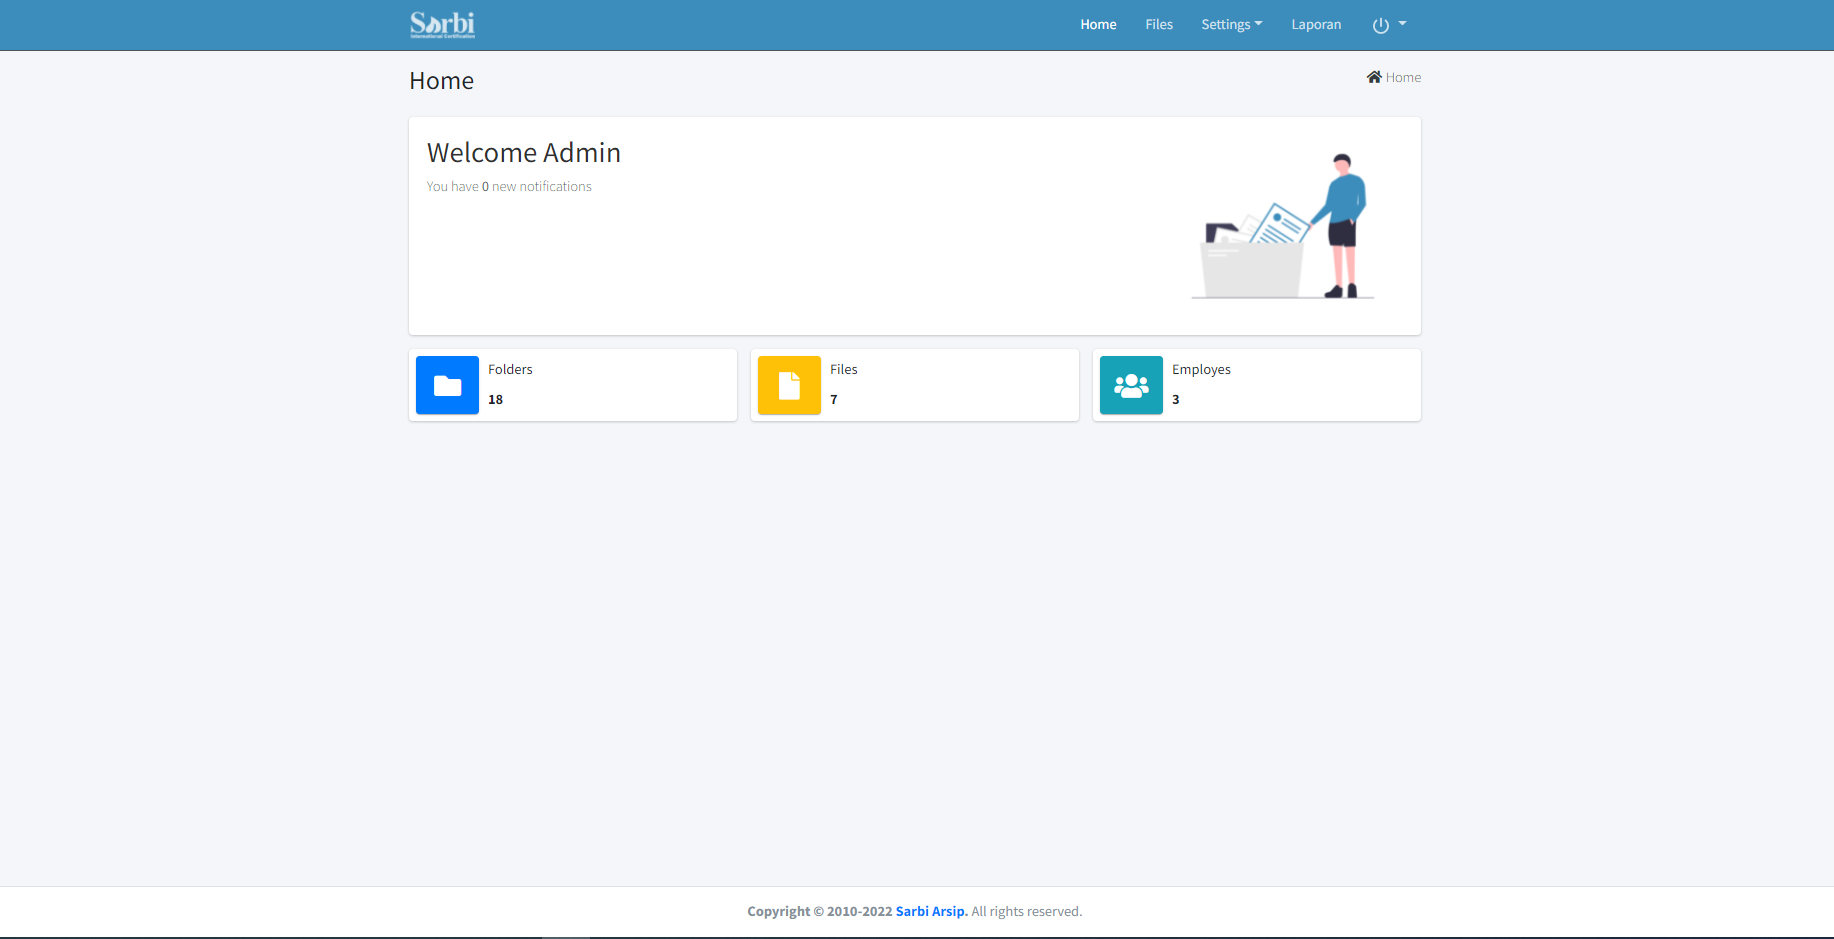 Sarbi
International Certification
Home
Files
Settings
Laporan
Home
Home
Welcome Admin
You have 0 new notifications
Folders
18
Files
7
Employes
3
Copyright © 2010-2022 Sarbi Arsip. All rights reserved.